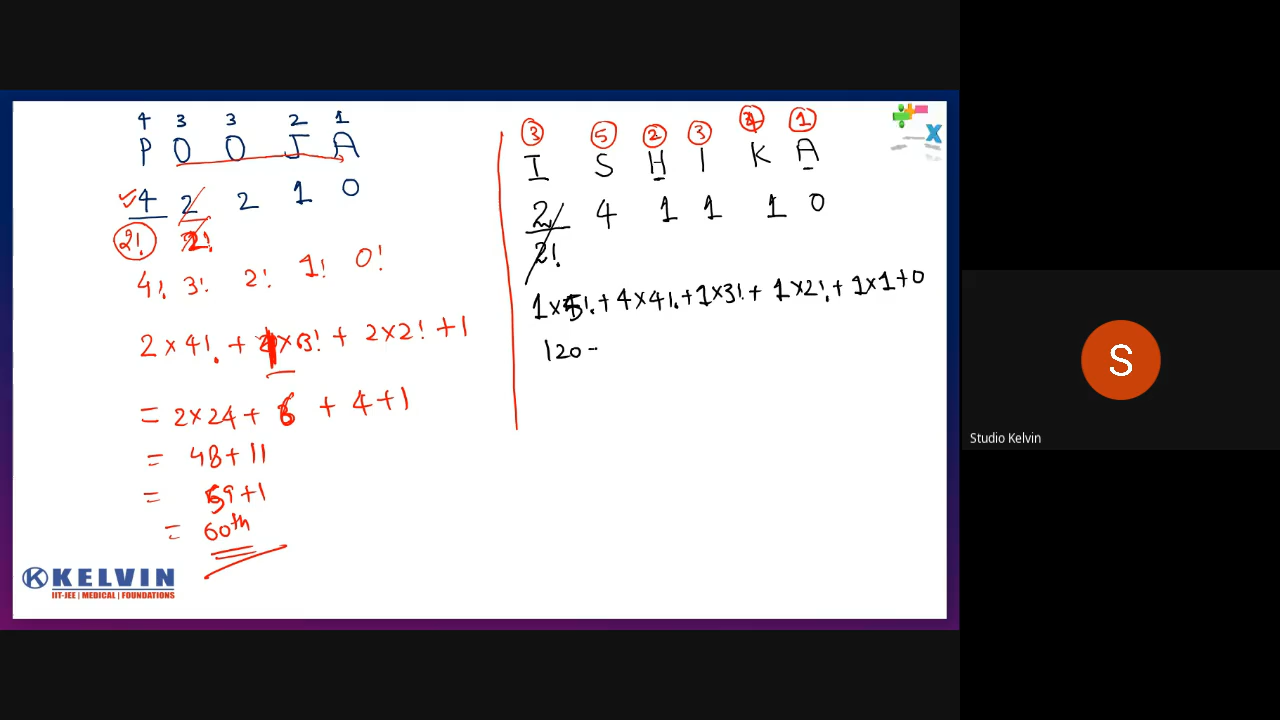 4 3 3 2 1
P O O J A
4 2 2 1 0
2! 2!
4! 3! 2! 1! 0!
2 × 4! + 1 × 3! + 2 × 2! + 1
= 2 × 24 + 6 + 4 + 1
= 48 + 11
= 59 + 1
= 60th
KELVIN
IIT-JEE | MEDICAL | FOUNDATIONS
3 5 2 3 1
I S H I K A
2 4 1 1 1 0
2!
1 × 5! + 4 × 4! + 1 × 3! + 1 × 2! + 1 × 1 + 0
120 -
X
S
Studio Kelvin